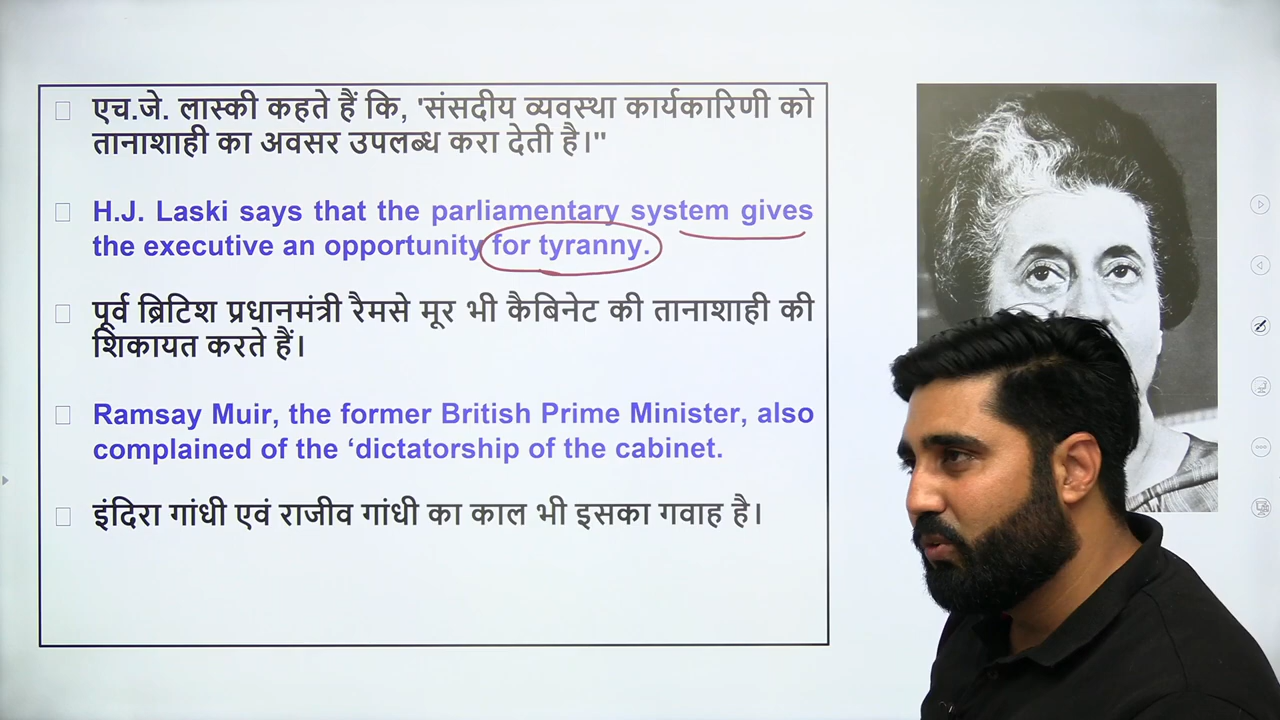 एच.जे. लास्की कहते हैं कि, 'संसदीय व्यवस्था कार्यकारिणी को
तानाशाही का अवसर उपलब्ध करा देती है।"
H.J. Laski says that the parliamentary system gives
the executive an opportunity for tyranny.
पूर्व ब्रिटिश प्रधानमंत्री रैमसे मूर भी कैबिनेट की तानाशाही की
शिकायत करते हैं।
Ramsay Muir, the former British Prime Minister, also
complained of the ‘dictatorship of the cabinet.
इंदिरा गांधी एवं राजीव गांधी का काल भी इसका गवाह है।